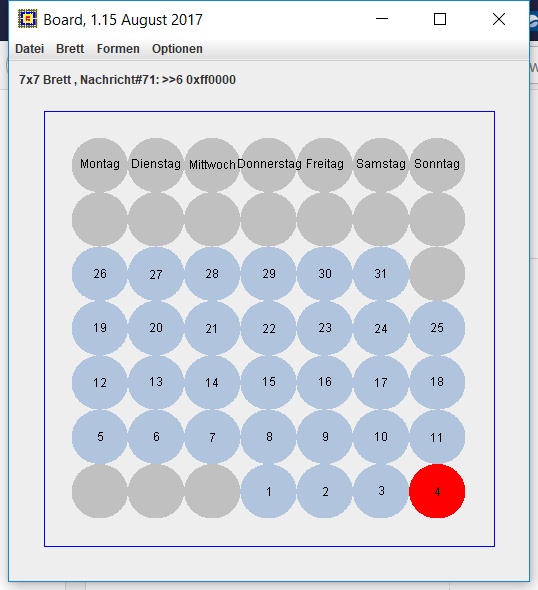 Board, 1.15 August 2017
Datei Brett Formen Optionen
7x7 Brett , Nachricht#71: >>6 0xff0000
Montag Dienstag Mittwoch Donnerstag Freitag Samstag Sonntag
26 27 28 29 30 31
19 20 21 22 23 24 25
12 13 14 15 16 17 18
5 6 7 8 9 10 11
1 2 3 4